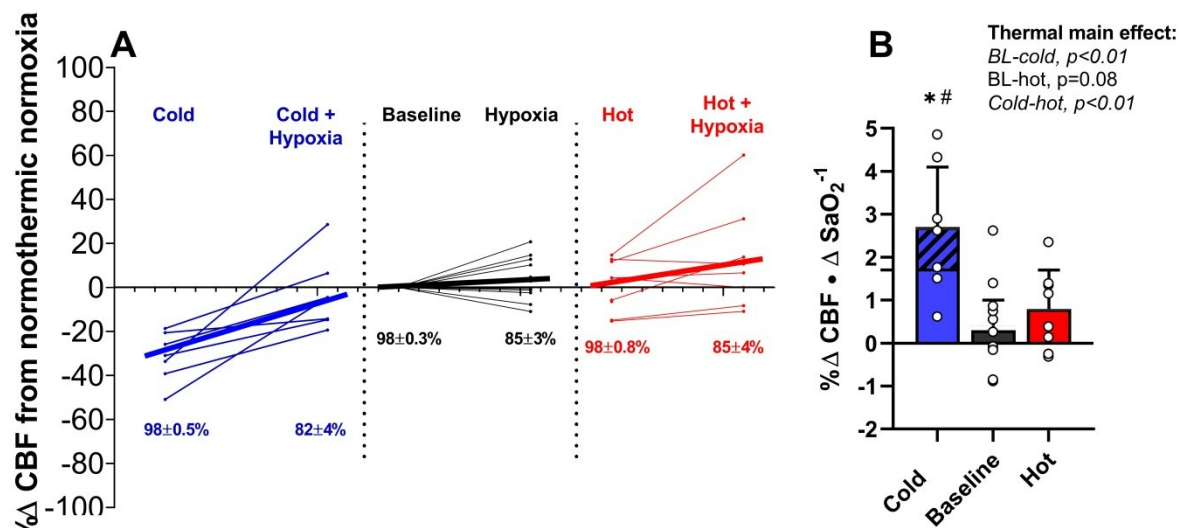 A
%Δ CBF from normothermic normoxia
100
80
60
40
20
0
-20
-40
-60
-80
-100
Cold
Cold +
Hypoxia
Baseline
Hypoxia
Hot
Hot +
Hypoxia
98±0.5%
82±4%
98±0.3%
85±3%
98±0.8%
85±4%
B
Thermal main effect:
BL-cold, p<0.01
BL-hot, p=0.08
Cold-hot, p<0.01
* #
%Δ CBF • Δ SaO₂⁻¹
5
4
3
2
1
0
-1
-2
Cold
Baseline
Hot